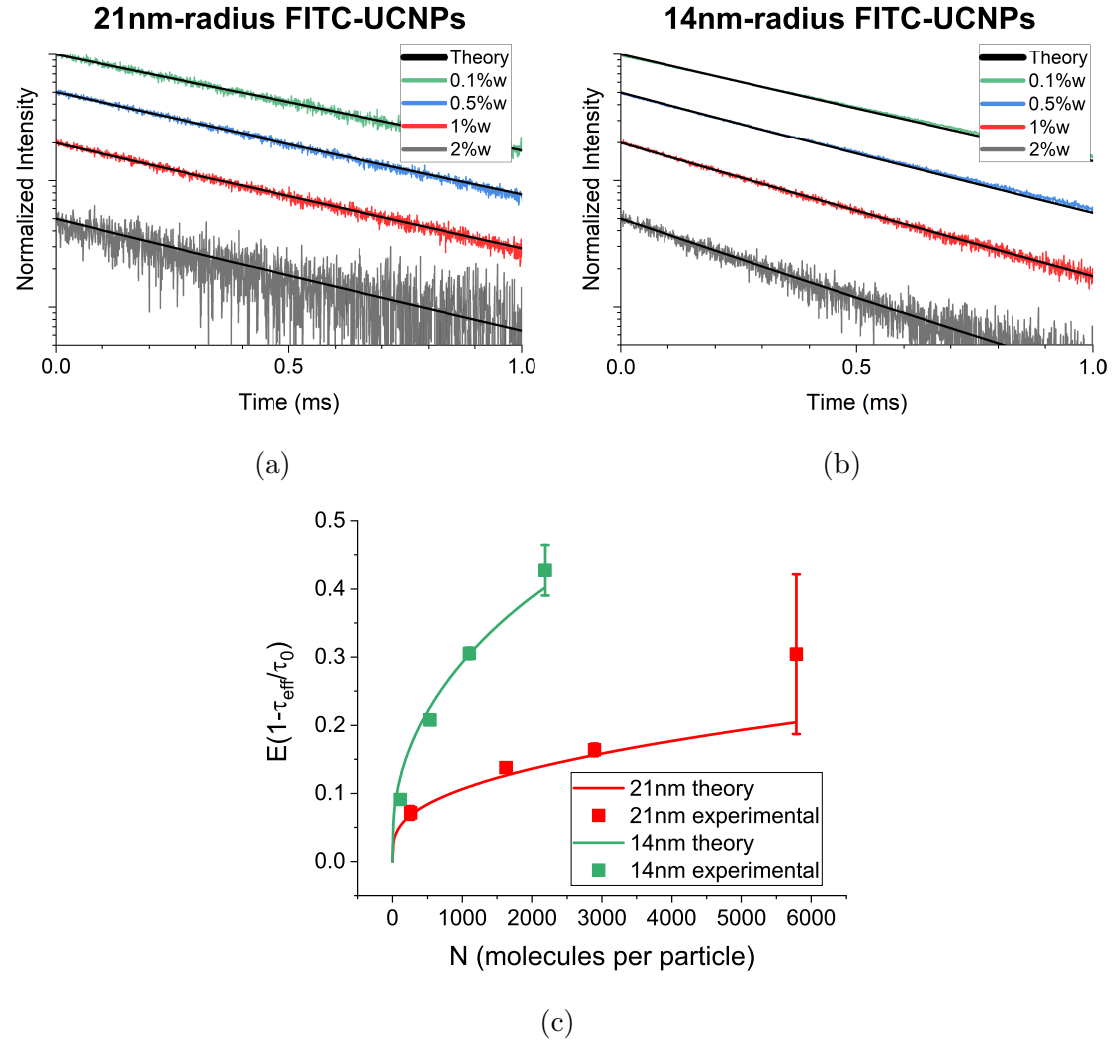 21nm-radius FITC-UCNPs
Normalized Intensity
Theory
0.1%w
0.5%w
1%w
2%w
0.0
0.5
1.0
Time (ms)
(a)
14nm-radius FITC-UCNPs
Normalized Intensity
Theory
0.1%w
0.5%w
1%w
2%w
0.0
0.5
1.0
Time (ms)
(b)
E(1-τeff/τ0)
0.5
0.4
0.3
0.2
0.1
0.0
21nm theory
21nm experimental
14nm theory
14nm experimental
0 1000 2000 3000 4000 5000 6000
N (molecules per particle)
(c)